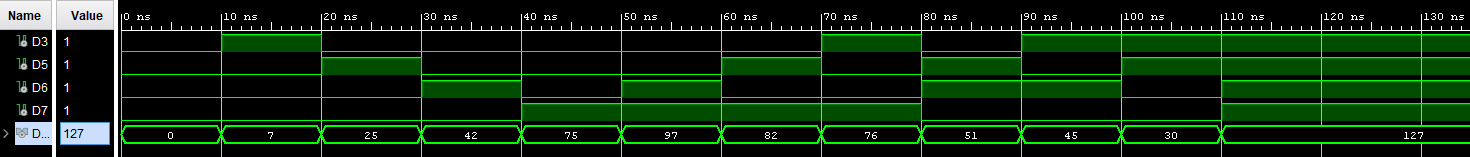 Name Value 0 ns 10 ns 20 ns 30 ns 40 ns 50 ns 60 ns 70 ns 80 ns 90 ns 100 ns 110 ns 120 ns 130 ns
D3 1
D5 1
D6 1
D7 1
D... 127 0 7 25 42 75 97 82 76 51 45 30 127